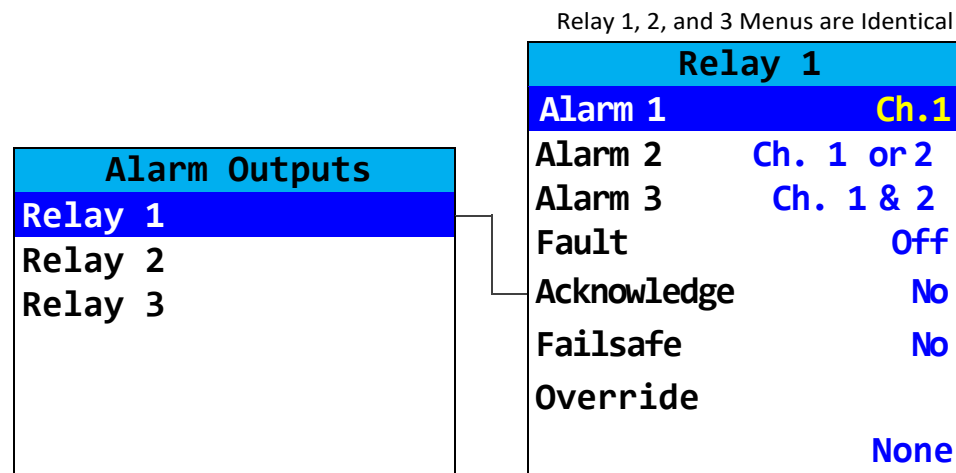 Relay 1, 2, and 3 Menus are Identical
Alarm Outputs
Relay 1
Relay 2
Relay 3
Relay 1
Alarm 1 Ch.1
Alarm 2 Ch. 1 or 2
Alarm 3 Ch. 1 & 2
Fault Off
Acknowledge No
Failsafe No
Override
None